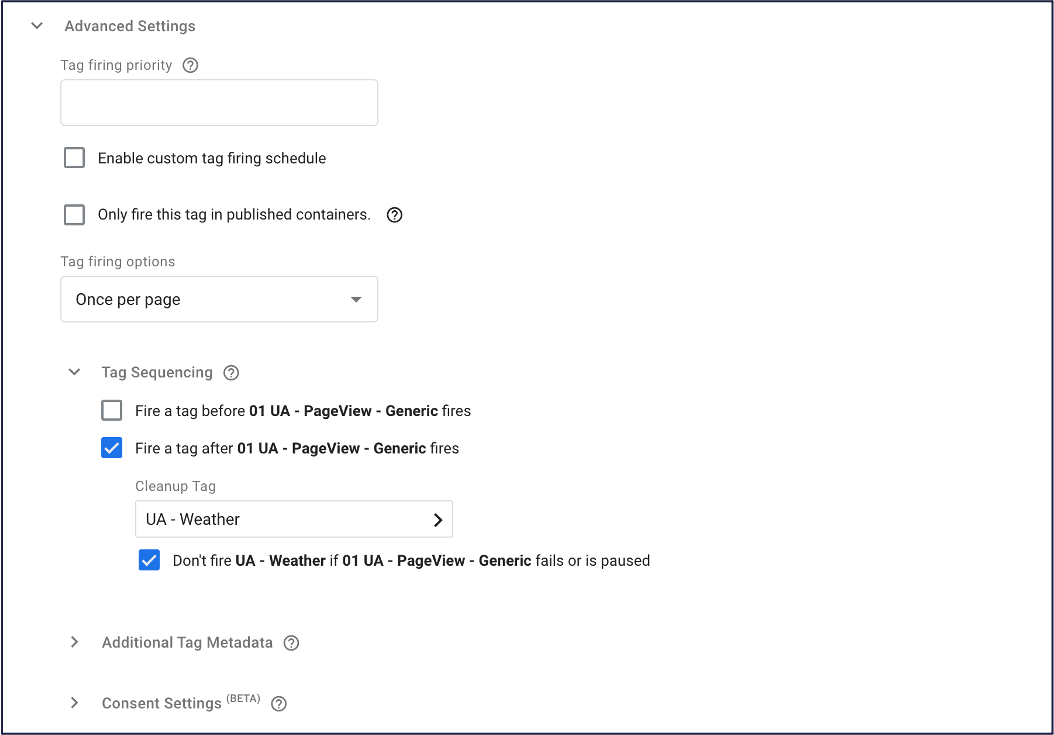 Advanced Settings
Tag firing priority
Enable custom tag firing schedule
Only fire this tag in published containers.
Tag firing options
Once per page
Tag Sequencing
Fire a tag before 01 UA - PageView - Generic fires
Fire a tag after 01 UA - PageView - Generic fires
Cleanup Tag
UA - Weather
Don't fire UA - Weather if 01 UA - PageView - Generic fails or is paused
Additional Tag Metadata
Consent Settings (BETA)